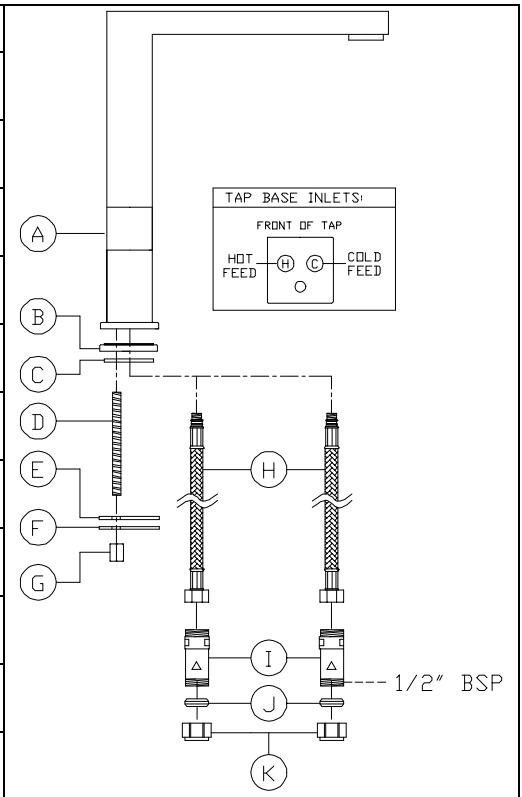 TAP BASE INLETS:
FRONT OF TAP
HOT FEED
H
C
COLD FEED
A
B
C
D
E
F
G
H
I
J
K
1/2" BSP